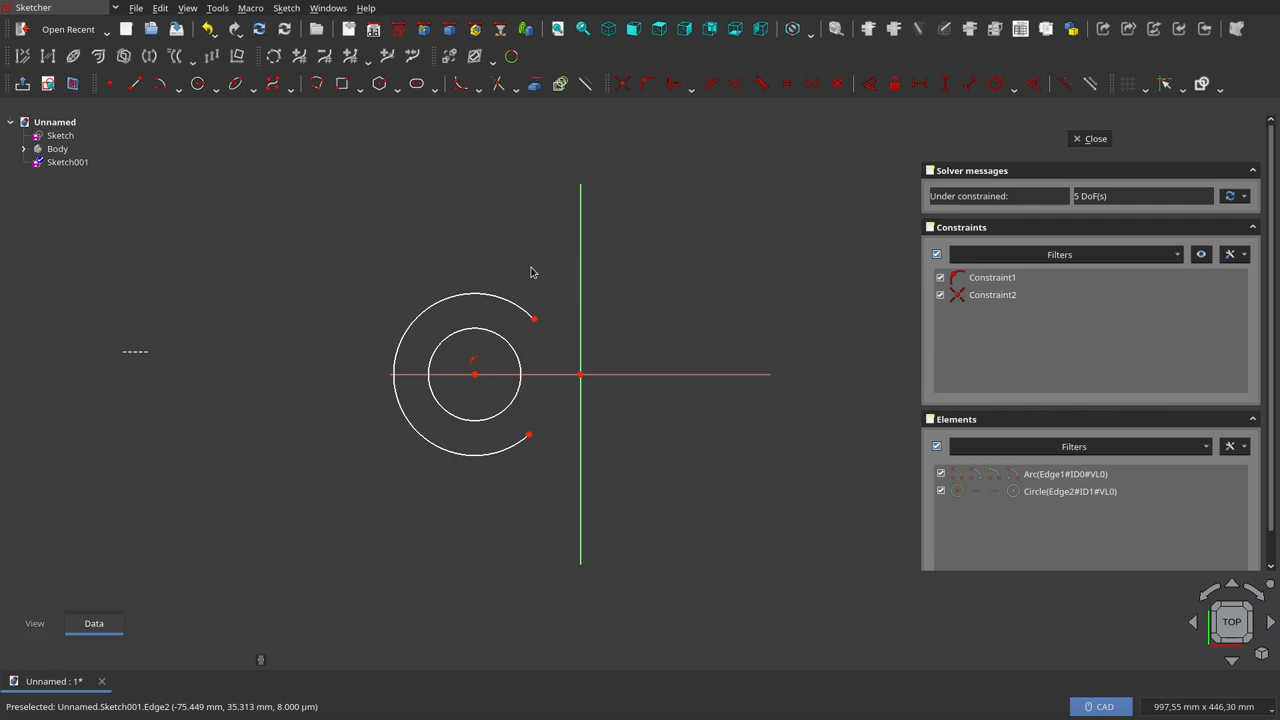 Sketcher File Edit View Tools Macro Sketch Windows Help
Open Recent
Unnamed
Sketch
Body
Sketch001
Close
Solver messages
Under constrained: 5 DoF(s)
Constraints
Filters
Constraint1
Constraint2
Elements
Filters
Arc(Edge1#ID0#VL0)
Circle(Edge2#ID1#VL0)
TOP
View Data
Unnamed : 1*
Preselected: Unnamed.Sketch001.Edge2 (-75.449 mm, 35.313 mm, 8.000 µm) CAD 997,55 mm x 446,30 mm